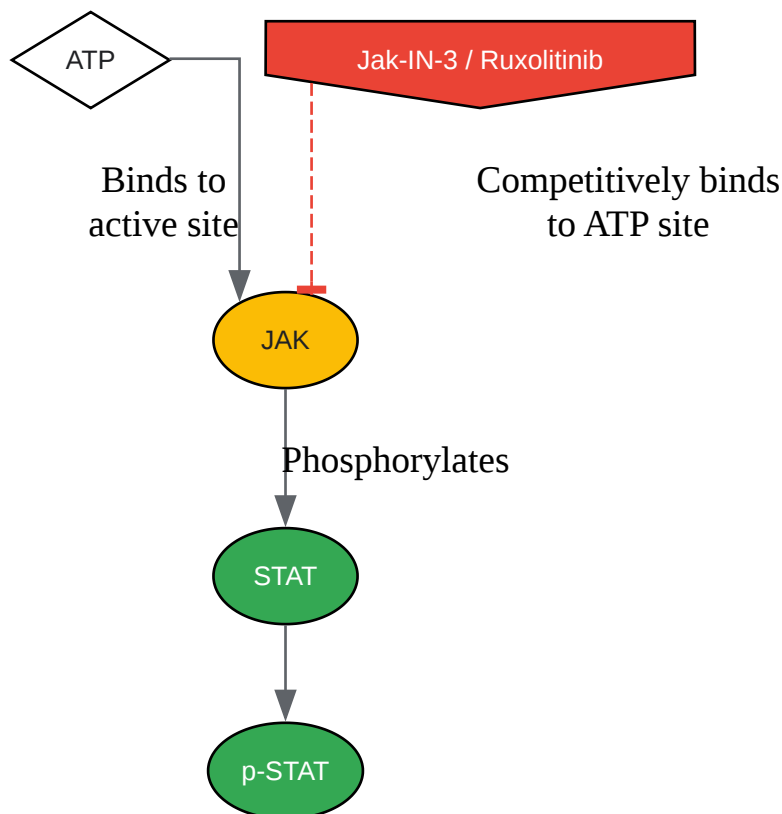 ATP
Jak-IN-3 / Ruxolitinib
Binds to
active site
Competitively binds
to ATP site
JAK
Phosphorylates
STAT
p-STAT